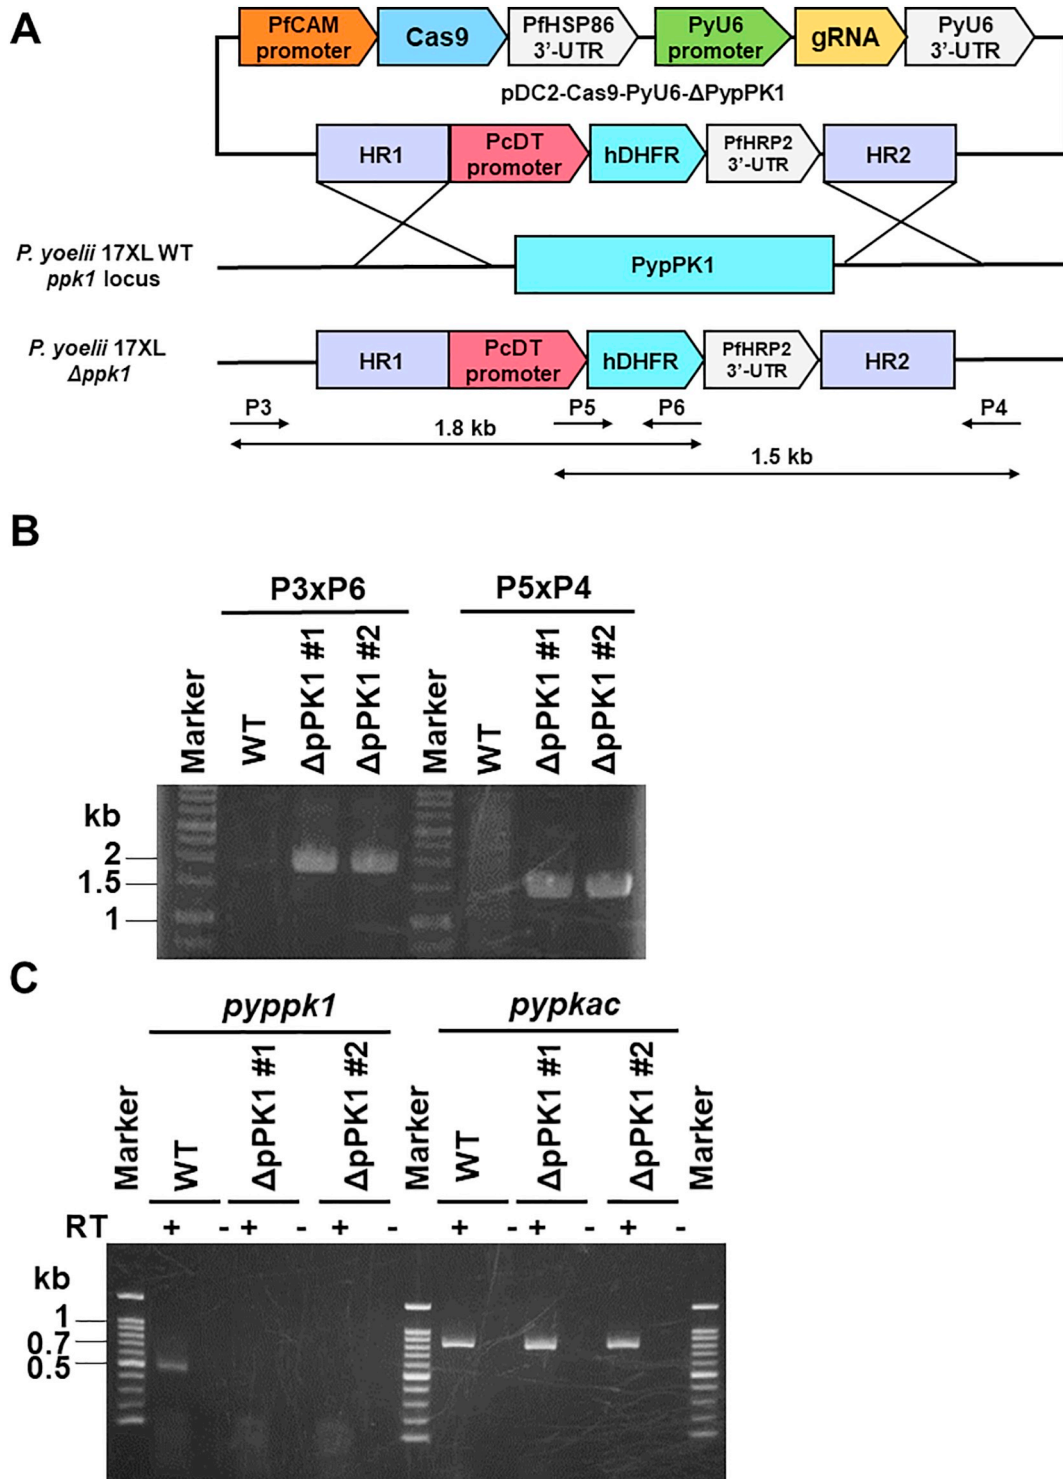 A
PfCAM promoter
Cas9
PfHSP86 3'-UTR
PyU6 promoter
gRNA
PyU6 3'-UTR
pDC2-Cas9-PyU6-ΔPypPK1
HR1
PcDT promoter
hDHFR
PfHRP2 3'-UTR
HR2
P. yoelii 17XL WT
ppk1 locus
PypPK1
P. yoelii 17XL
Δppk1
HR1
PcDT promoter
hDHFR
PfHRP2 3'-UTR
HR2
P3
P5
P6
P4
1.8 kb
1.5 kb
B
P3xP6
P5xP4
Marker
WT
ΔpPK1 #1
ΔpPK1 #2
Marker
WT
ΔpPK1 #1
ΔpPK1 #2
kb
2
1.5
1
C
pyppk1
pypkac
Marker
WT
ΔpPK1 #1
ΔpPK1 #2
Marker
WT
ΔpPK1 #1
ΔpPK1 #2
Marker
RT + - + - + - + - + - + -
kb
1
0.7
0.5